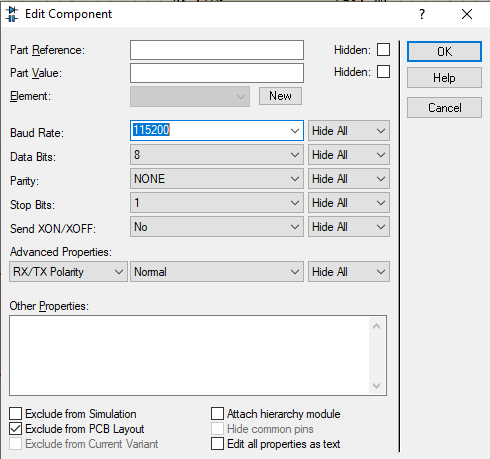 Edit Component
? ×
Part Reference: Hidden:
Part Value: Hidden:
Element: New
Baud Rate: 115200 Hide All
Data Bits: 8 Hide All
Parity: NONE Hide All
Stop Bits: 1 Hide All
Send XON/XOFF: No Hide All
Advanced Properties:
RX/TX Polarity Normal Hide All
Other Properties:
Exclude from Simulation Attach hierarchy module
Exclude from PCB Layout Hide common pins
Exclude from Current Variant Edit all properties as text
OK
Help
Cancel